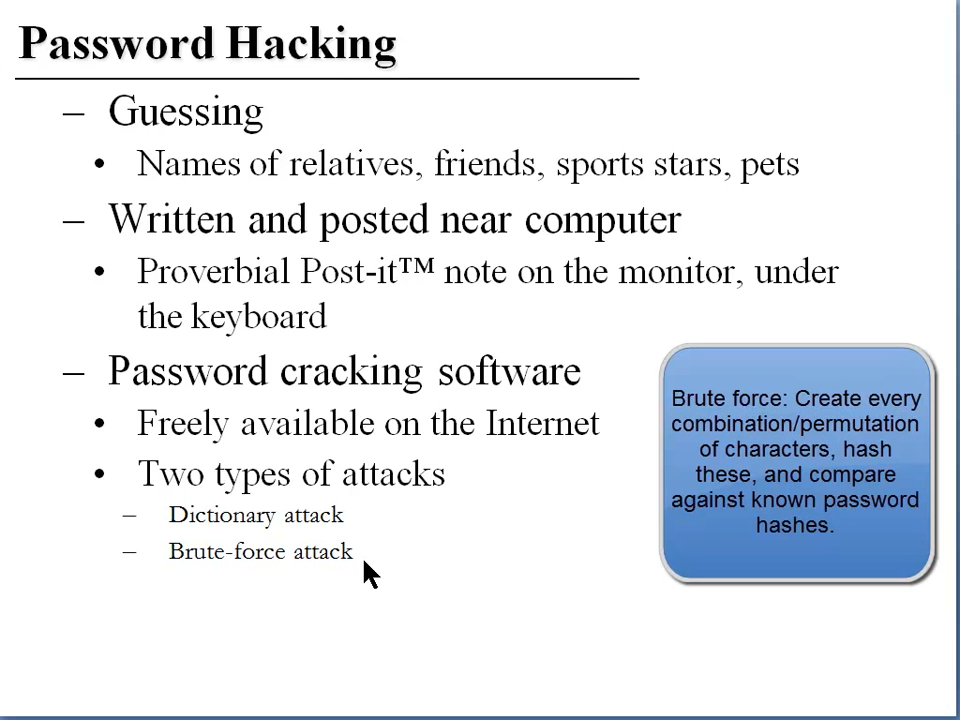 Password Hacking
– Guessing
• Names of relatives, friends, sports stars, pets
– Written and posted near computer
• Proverbial Post-it™ note on the monitor, under
the keyboard
– Password cracking software
• Freely available on the Internet
• Two types of attacks
– Dictionary attack
– Brute-force attack
Brute force: Create every
combination/permutation
of characters, hash
these, and compare
against known password
hashes.